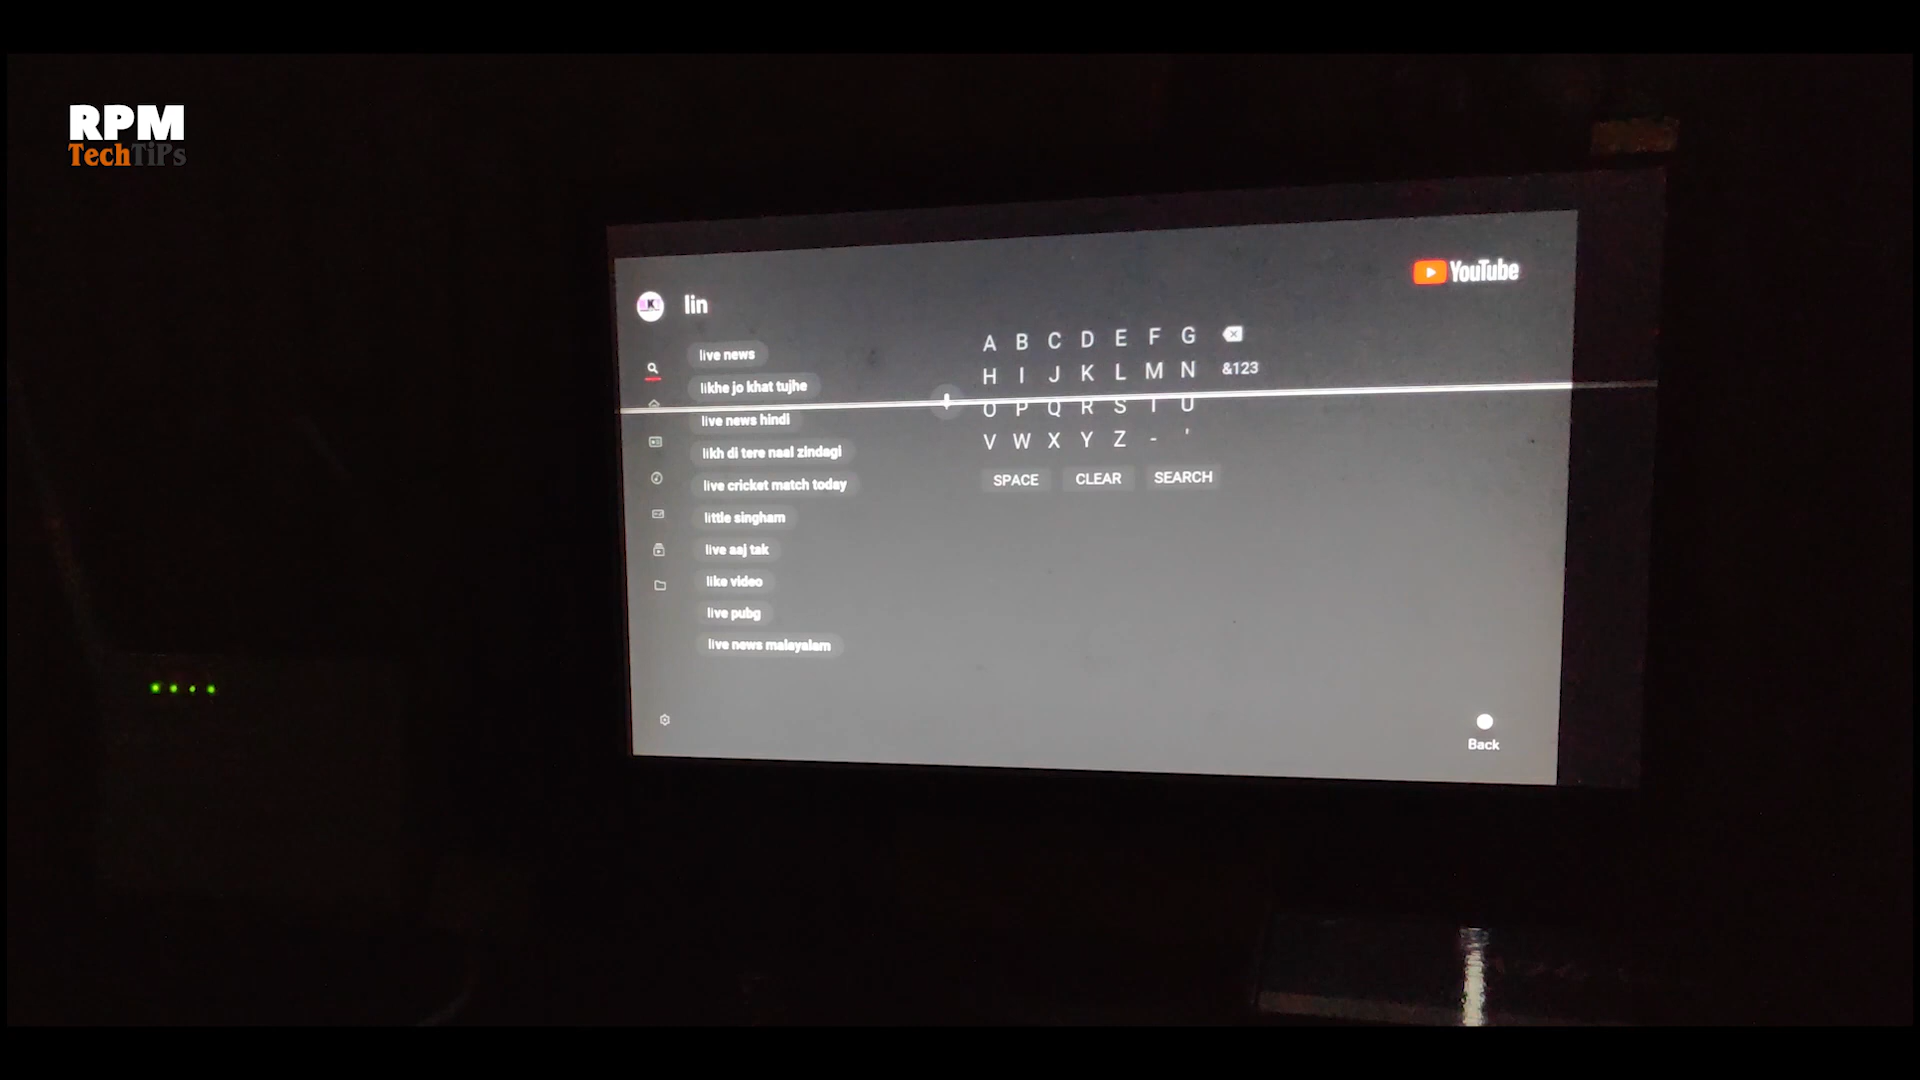 RPM
TechTiPs
YouTube
lin
live news
likhe jo khat tujhe
live news hindi
likh di tere naal zindagi
live cricket match today
little singham
live aaj tak
like video
live pubg
live news malayalam
A B C D E F G
H I J K L M N &123
O P Q R S T U
V W X Y Z - '
SPACE CLEAR SEARCH
Back